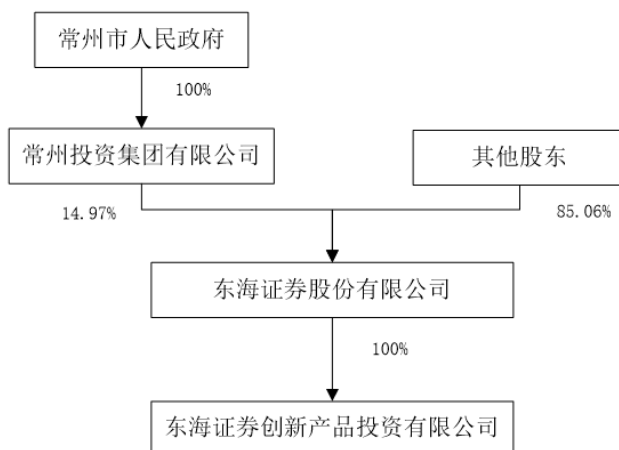 常州市人民政府
100%
常州投资集团有限公司
其他股东
14.97%
85.06%
东海证券股份有限公司
100%
东海证券创新产品投资有限公司